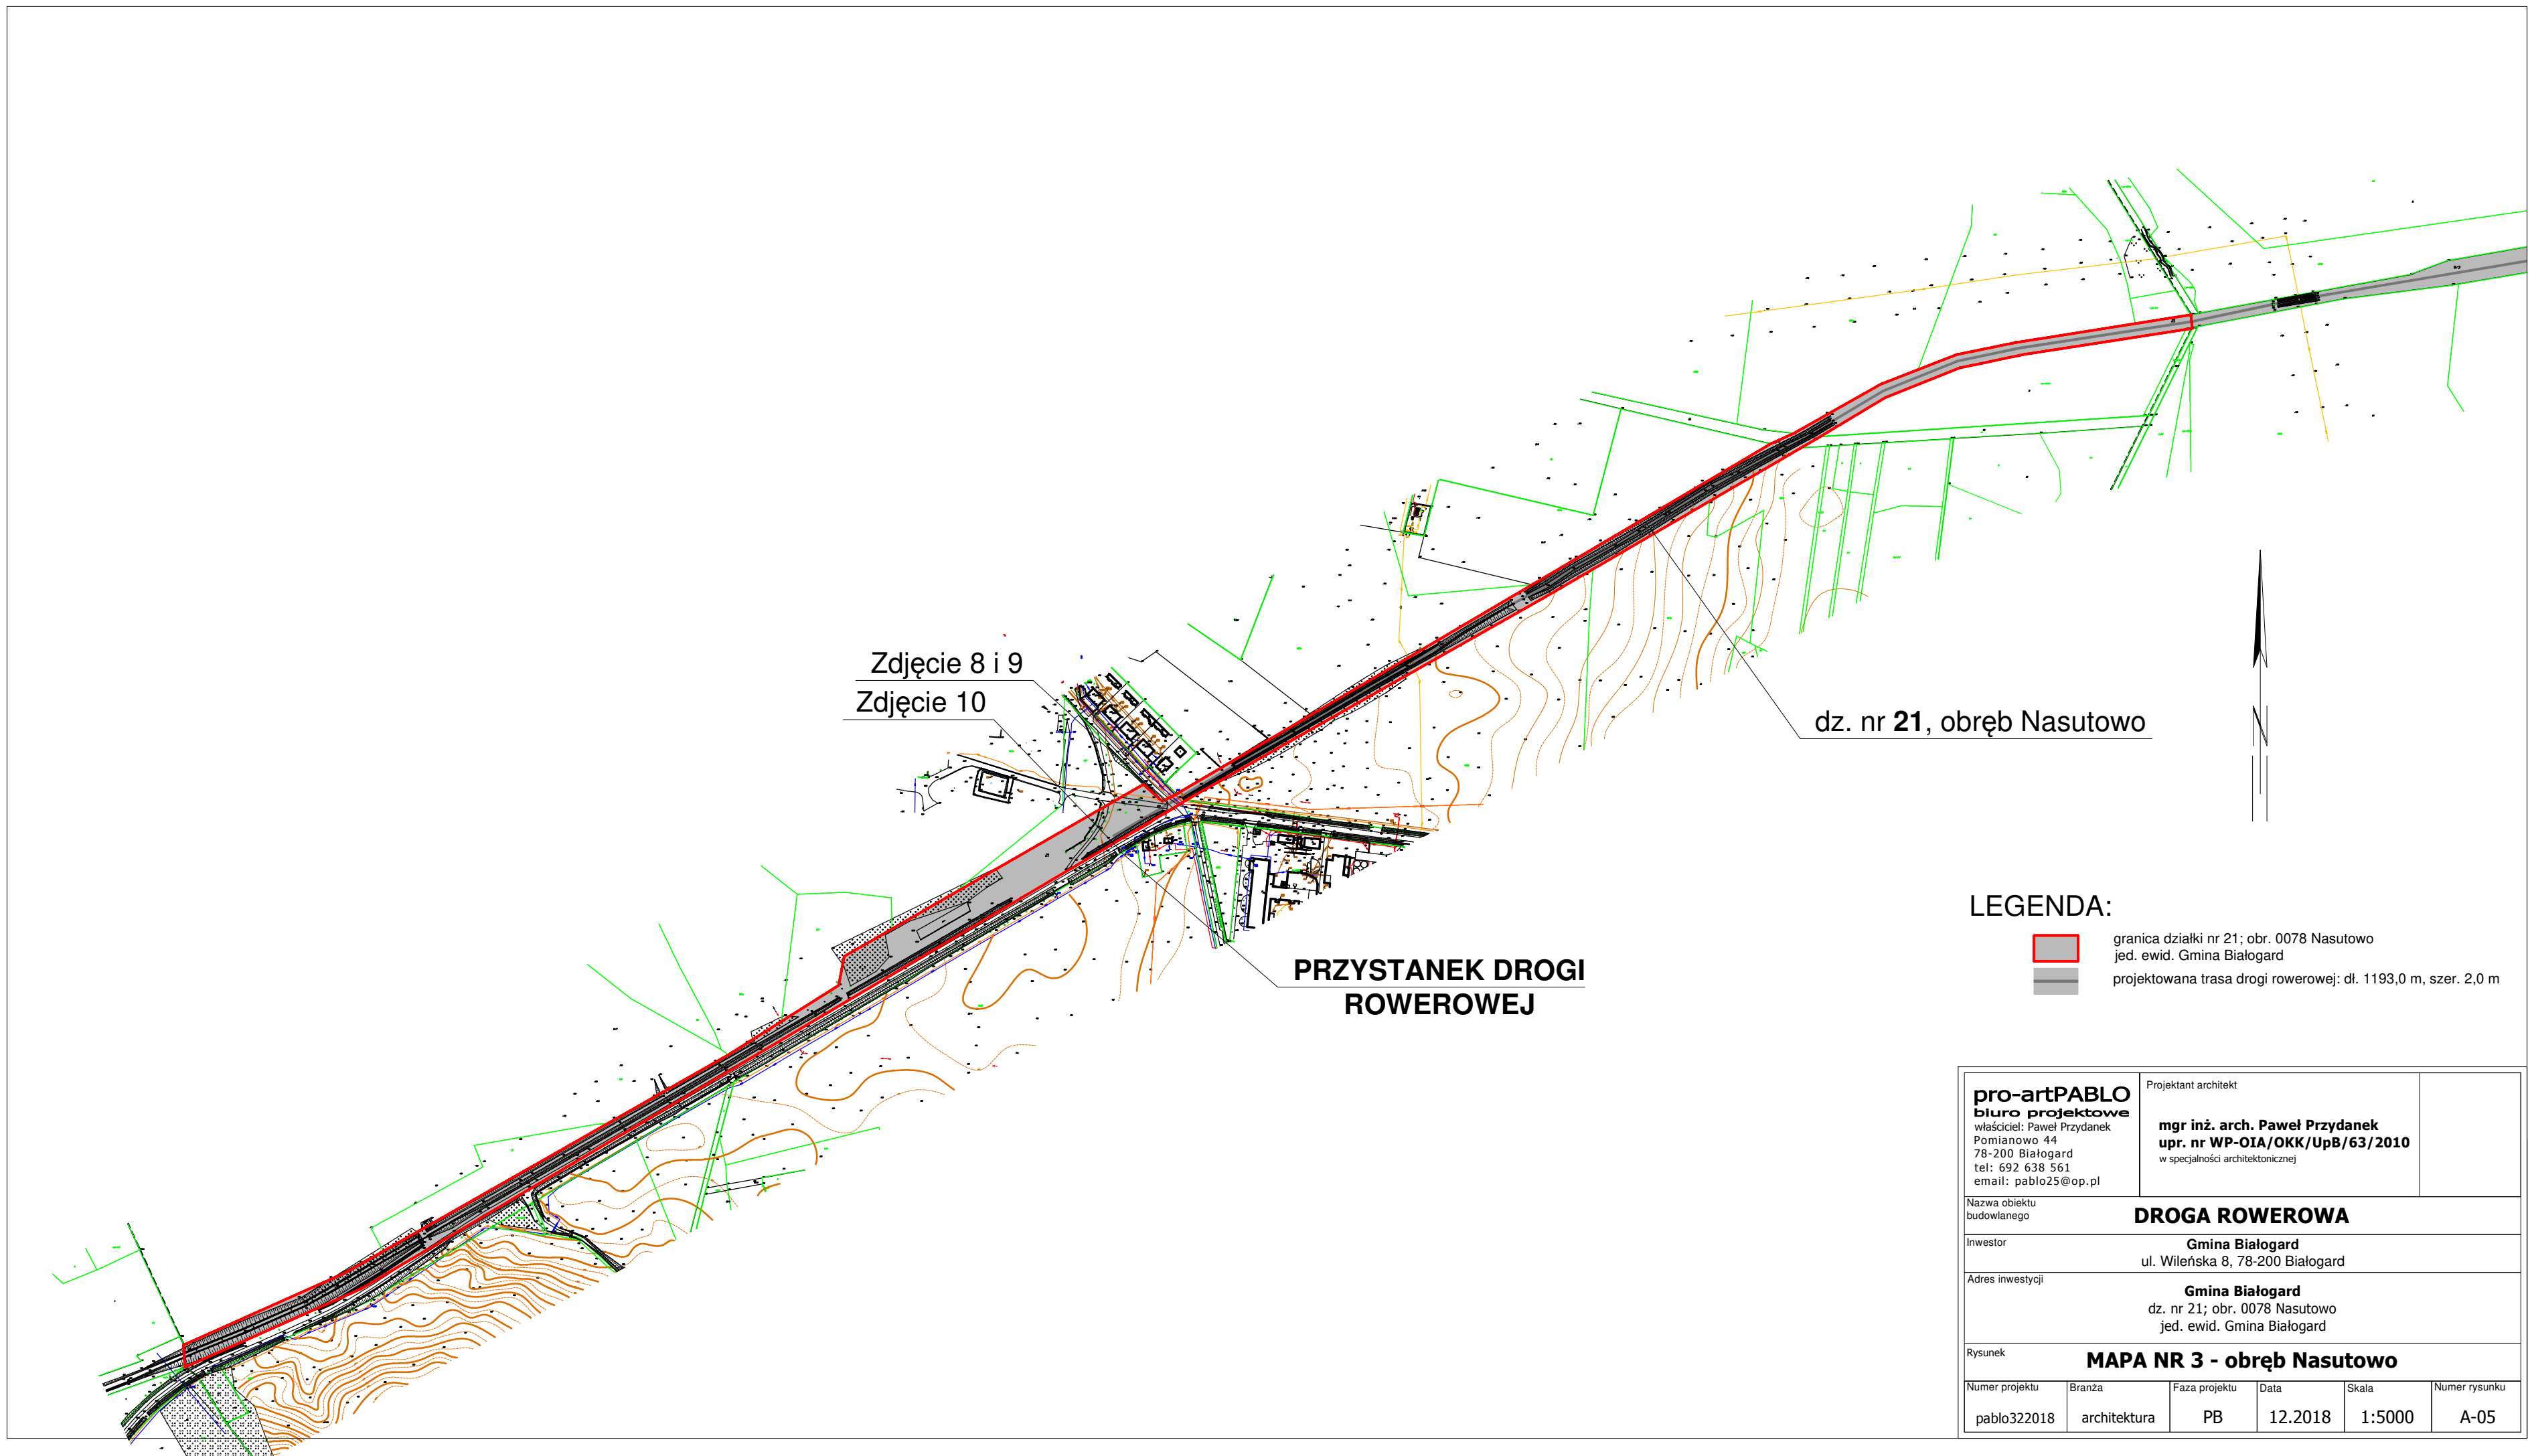 Zdjęcie 8 i 9
Zdjęcie 10
dz. nr 21, obręb Nasutowo
N
PRZYSTANEK DROGI
ROWEROWEJ
LEGENDA:
granica działki nr 21; obr. 0078 Nasutowo
jed. ewid. Gmina Białogard
projektowana trasa drogi rowerowej: dł. 1193,0 m, szer. 2,0 m
pro-artPABLO
biuro projektowe
właściciel: Paweł Przydanek
Pomianowo 44
78-200 Białogard
tel: 692 638 561
email: pablo25@op.pl
Projektant architekt
mgr inż. arch. Paweł Przydanek
upr. nr WP-OIA/OKK/UpB/63/2010
w specjalności architektonicznej
Nazwa obiektu
budowlanego
DROGA ROWEROWA
Inwestor
Gmina Białogard
ul. Wileńska 8, 78-200 Białogard
Adres inwestycji
Gmina Białogard
dz. nr 21; obr. 0078 Nasutowo
jed. ewid. Gmina Białogard
Rysunek
MAPA NR 3 - obręb Nasutowo
Numer projektu
pablo322018
Branża
architektura
Faza projektu
PB
Data
12.2018
Skala
1:5000
Numer rysunku
A-05